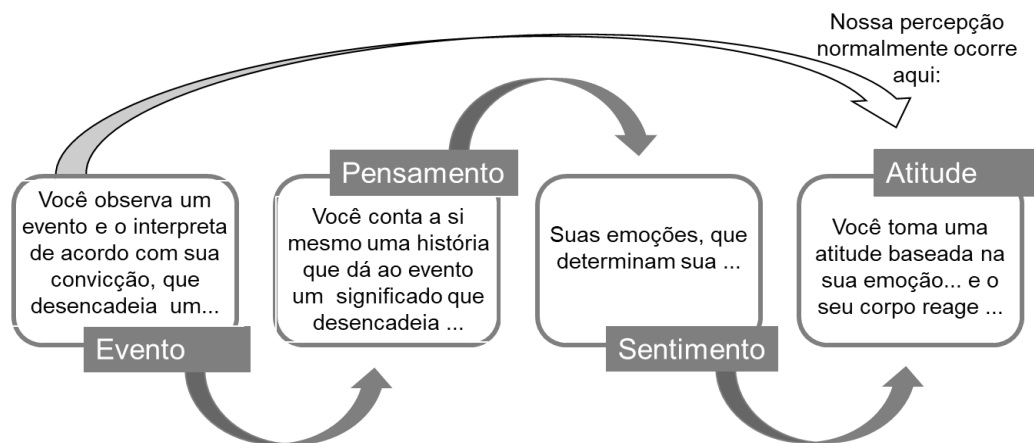 Nossa percepção
normalmente ocorre
aqui:
Você observa um
evento e o interpreta
de acordo com sua
convicção, que
desencadeia um...
Evento
Pensamento
Você conta a si
mesmo uma história
que dá ao evento
um significado que
desencadeia ...
Suas emoções, que
determinam sua ...
Sentimento
Atitude
Você toma uma
atitude baseada na
sua emoção... e o
seu corpo reage ...